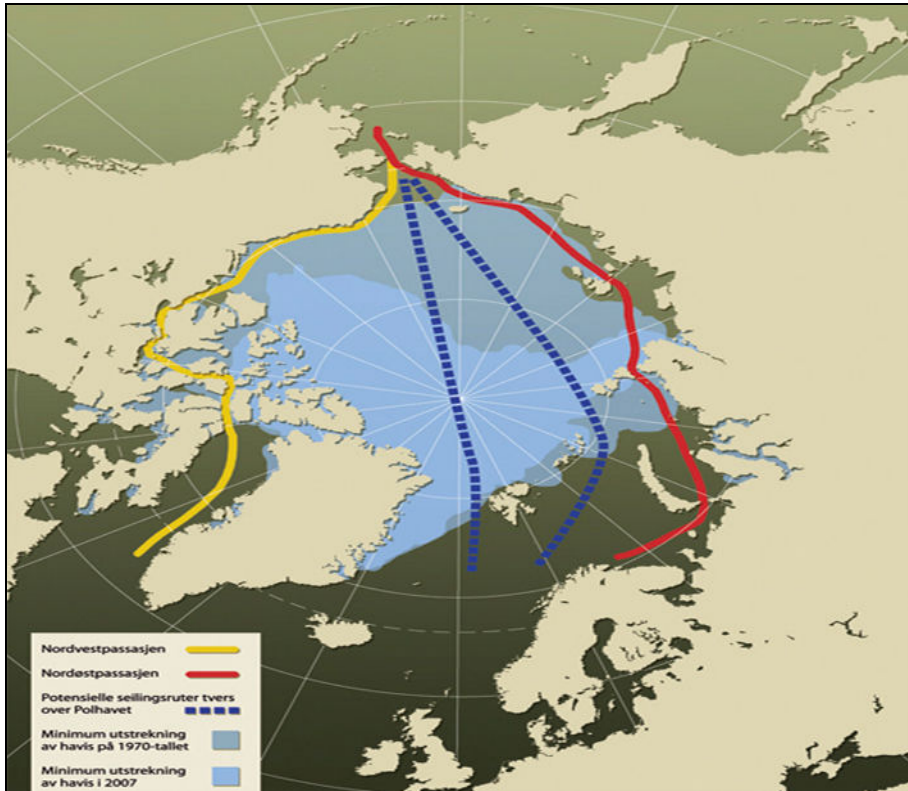 Nordvestpassasjen
Nordøstpassasjen
Potensielle seilingsruter tvers
over Polhavet
Minimum utstrekning
av havis på 1970-tallet
Minimum utstrekning
av havis i 2007